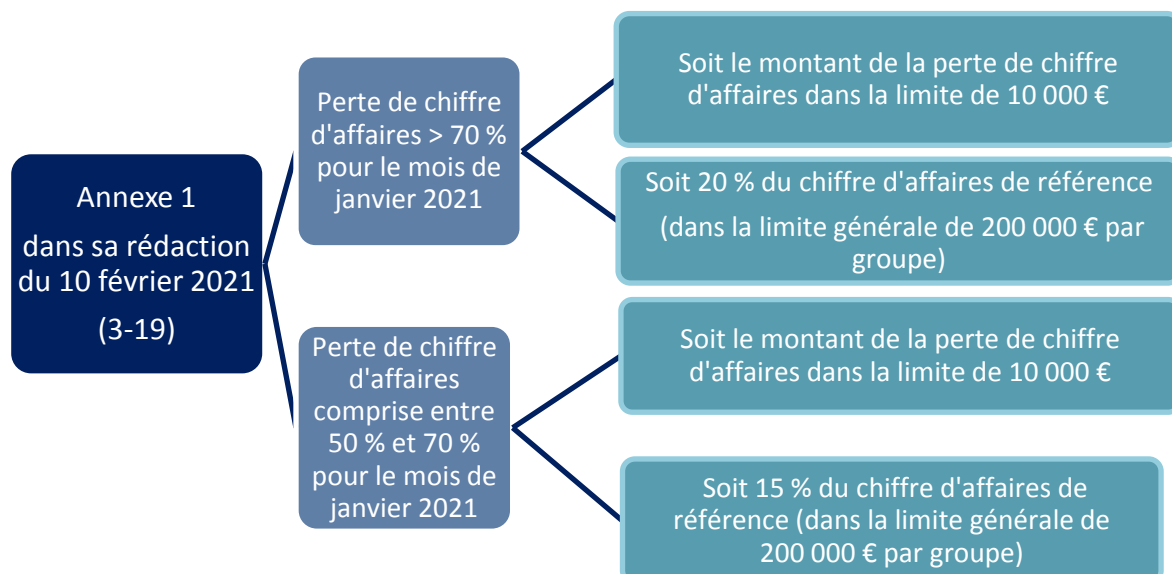 Annexe 1
dans sa rédaction
du 10 février 2021
(3-19)
Perte de chiffre
d'affaires > 70 %
pour le mois de
janvier 2021
Soit le montant de la perte de chiffre
d'affaires dans la limite de 10 000 €
Soit 20 % du chiffre d'affaires de référence
(dans la limite générale de 200 000 € par
groupe)
Perte de chiffre
d'affaires
comprise entre
50 % et 70 %
pour le mois de
janvier 2021
Soit le montant de la perte de chiffre
d'affaires dans la limite de 10 000 €
Soit 15 % du chiffre d'affaires de
référence (dans la limite générale de
200 000 € par groupe)